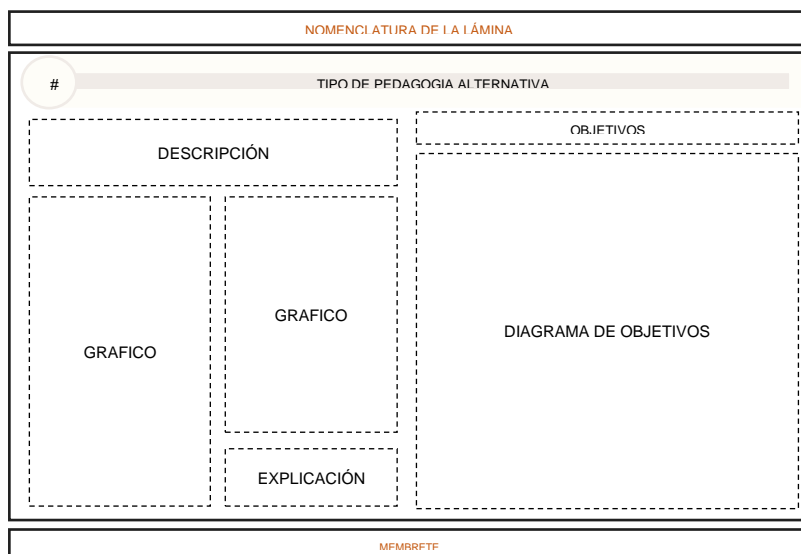 NOMENCLATURA DE LA LÁMINA
#
TIPO DE PEDAGOGIA ALTERNATIVA
DESCRIPCIÓN
GRAFICO
GRAFICO
EXPLICACIÓN
OBJETIVOS
DIAGRAMA DE OBJETIVOS
MEMBRETE